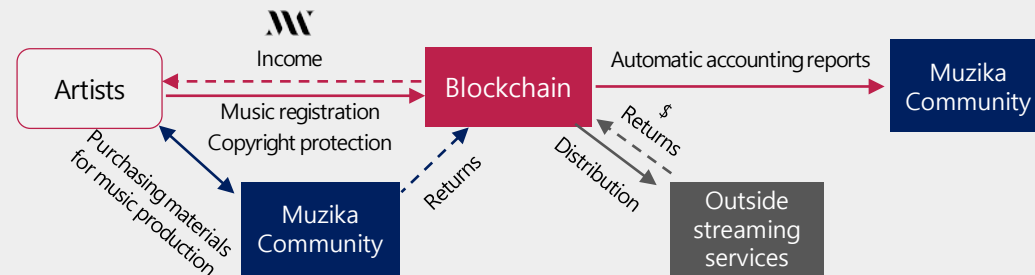 Income
Artists
Music registration
Copyright protection
Blockchain
Automatic accounting reports
Muzika
Community
Purchasing materials
for music production
Muzika
Community
Returns
Distribution
$
Returns
Outside
streaming
services